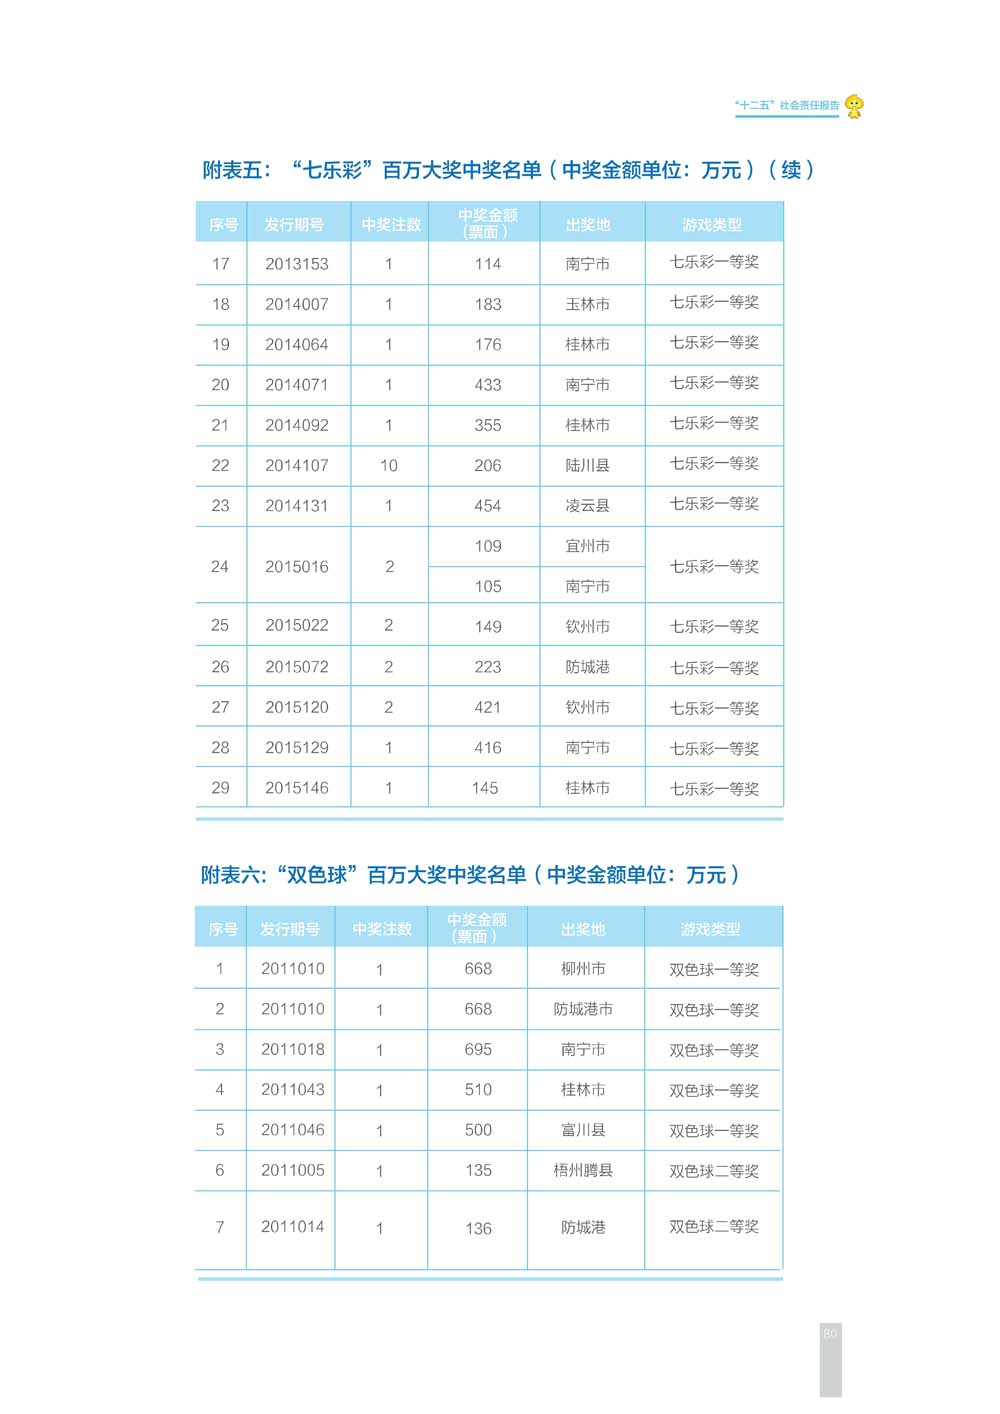 “十二五”社会责任报告
附表五：“七乐彩”百万大奖中奖名单（中奖金额单位：万元）（续）
序号 发行期号 中奖注数 中奖金额(票面) 出奖地 游戏类型
17 2013153 1 114 南宁市 七乐彩一等奖
18 2014007 1 183 玉林市 七乐彩一等奖
19 2014064 1 176 桂林市 七乐彩一等奖
20 2014071 1 433 南宁市 七乐彩一等奖
21 2014092 1 355 桂林市 七乐彩一等奖
22 2014107 10 206 陆川县 七乐彩一等奖
23 2014131 1 454 凌云县 七乐彩一等奖
24 2015016 2 109 宜州市 七乐彩一等奖
105 南宁市
25 2015022 2 149 钦州市 七乐彩一等奖
26 2015072 2 223 防城港 七乐彩一等奖
27 2015120 2 421 钦州市 七乐彩一等奖
28 2015129 1 416 南宁市 七乐彩一等奖
29 2015146 1 145 桂林市 七乐彩一等奖
附表六：“双色球”百万大奖中奖名单（中奖金额单位：万元）
序号 发行期号 中奖注数 中奖金额(票面) 出奖地 游戏类型
1 2011010 1 668 柳州市 双色球一等奖
2 2011010 1 668 防城港市 双色球一等奖
3 2011018 1 695 南宁市 双色球一等奖
4 2011043 1 510 桂林市 双色球一等奖
5 2011046 1 500 富川县 双色球一等奖
6 2011005 1 135 梧州腾县 双色球二等奖
7 2011014 1 136 防城港 双色球二等奖
80